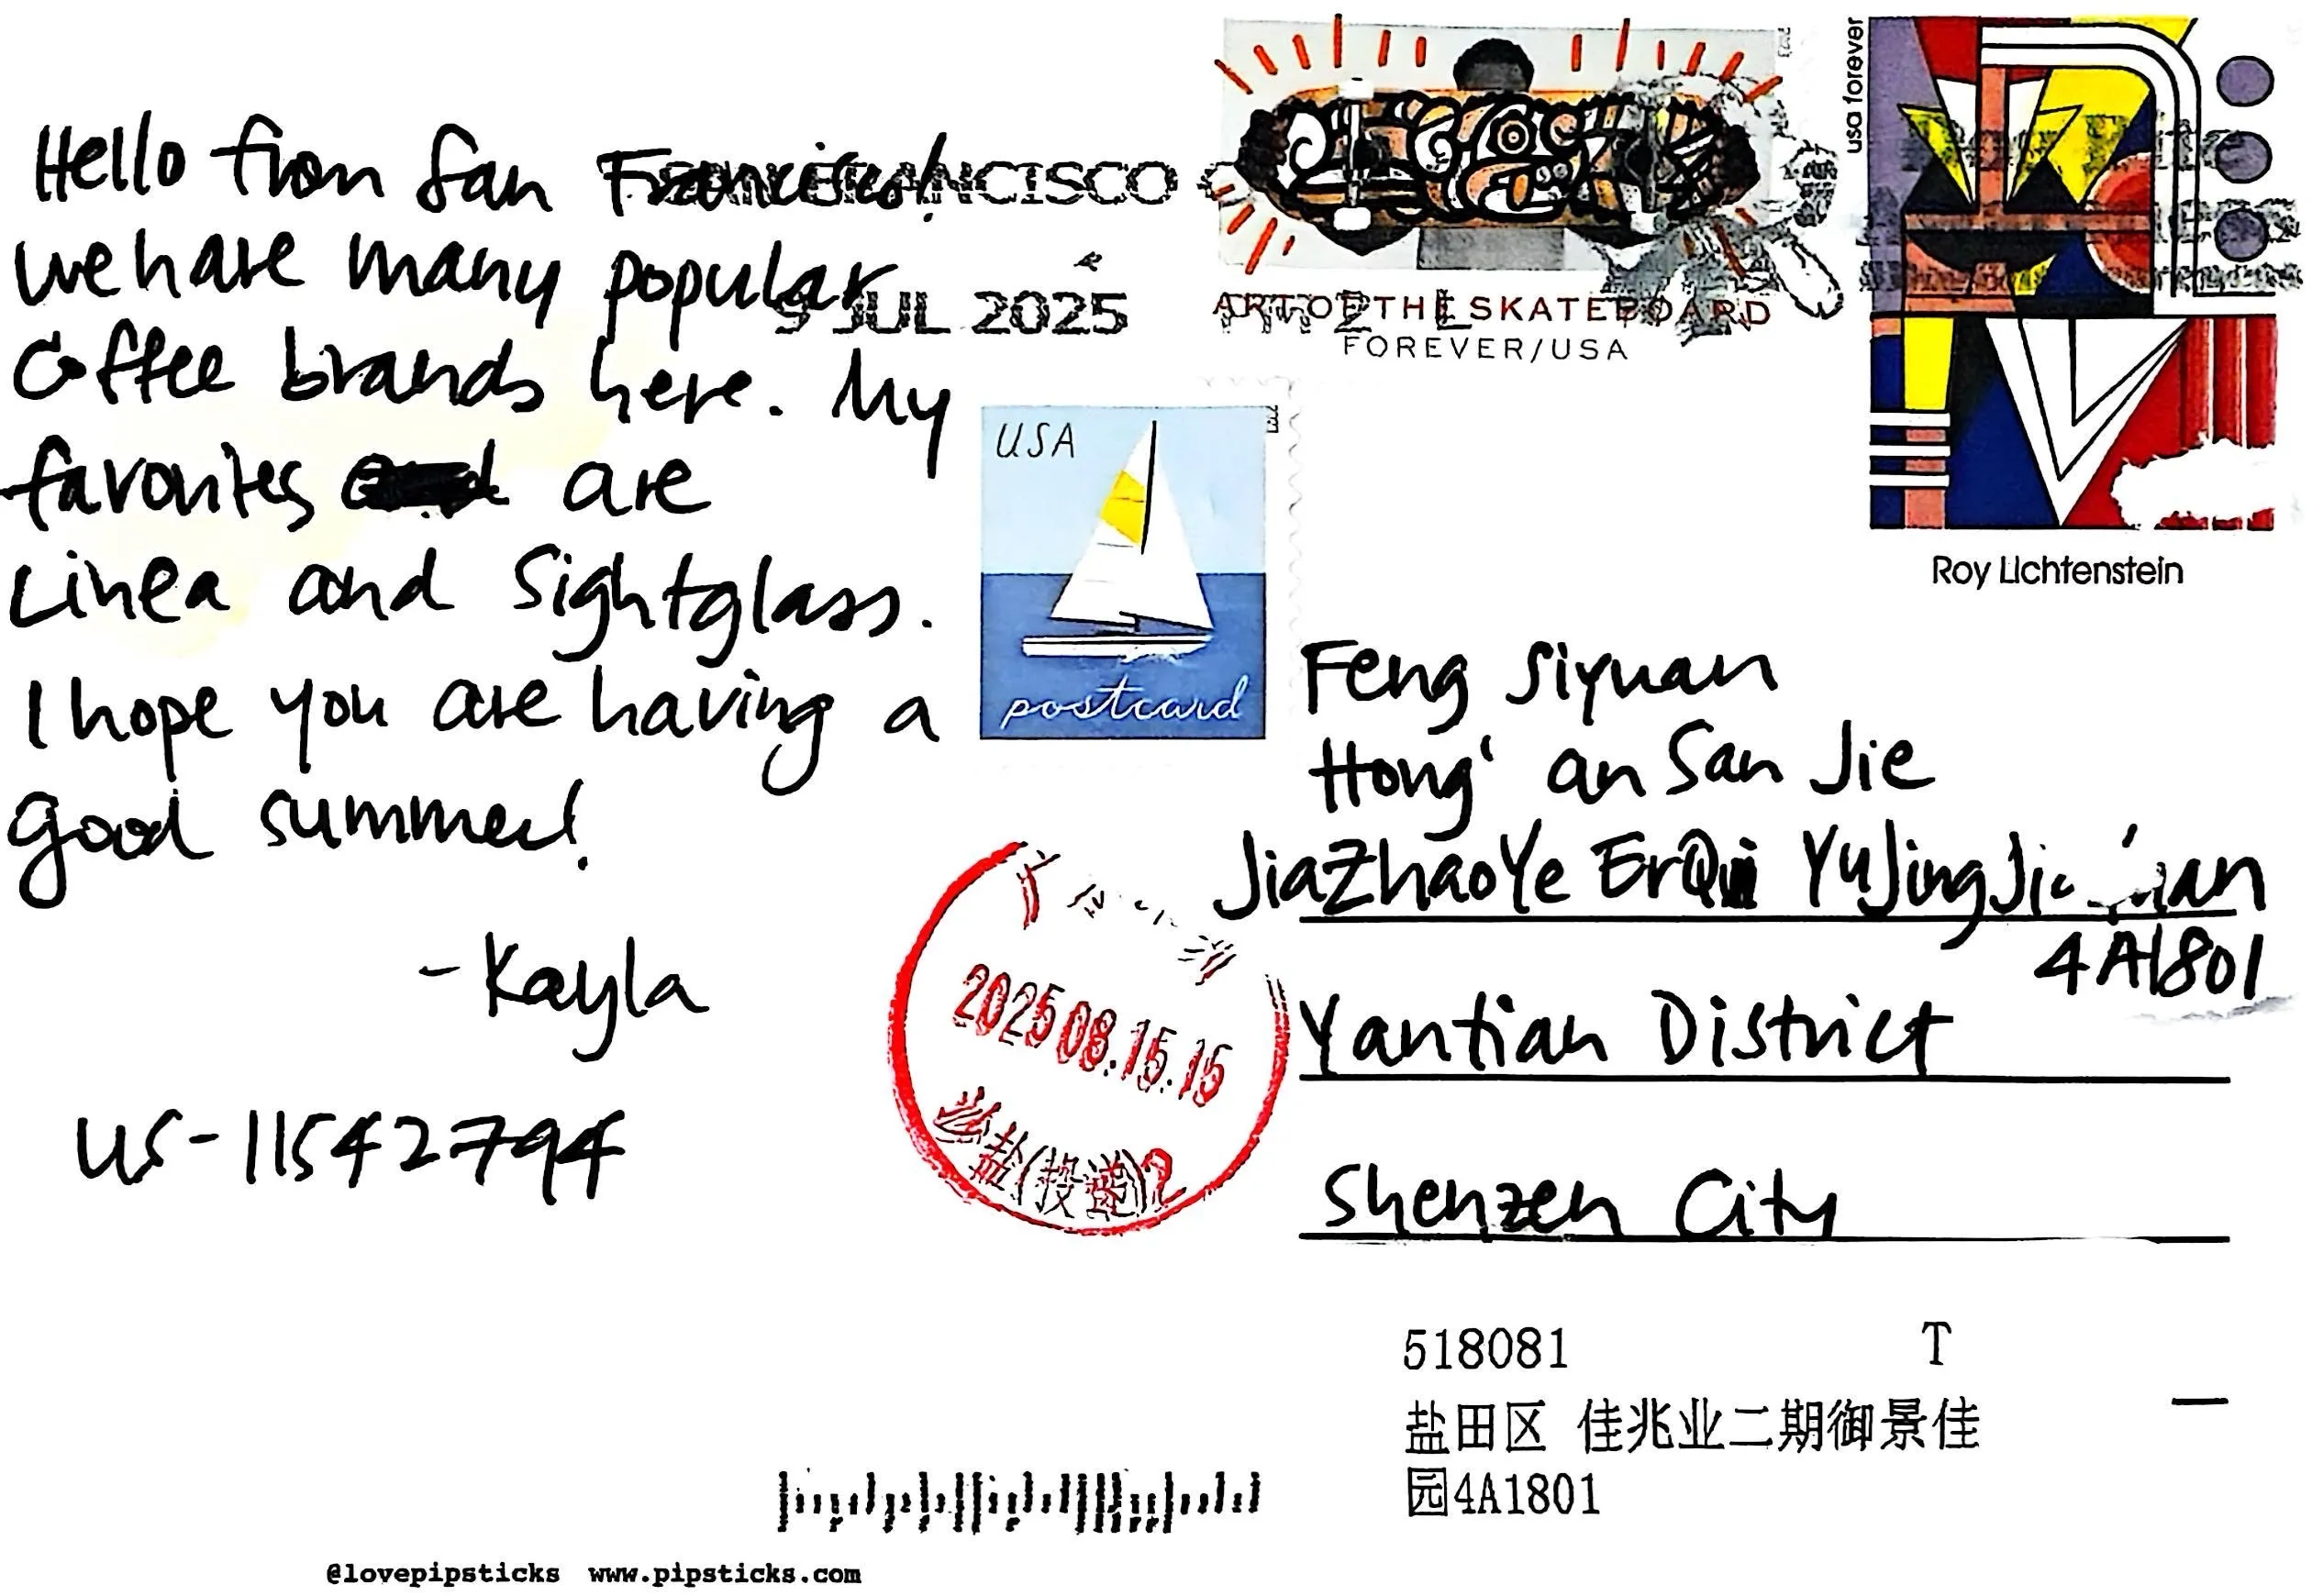 Hello from San Francisco!
we have many popular
Coffee brands here. My
favorites are
Linea and Sightglass.
I hope you are having a
good summer!
-Kayla
US-11542794
SAN FRANCISCO
9 JUL 2025
ART OF THE SKATEBOARD
FOREVER/USA
usa forever
Roy Lichtenstein
USA
postcard
Feng Siyuan
Hong' an San Jie
JiaZhaoYe ErQi YuJing
4A1801
Yantian District
Shenzen City
2025 08.15.15
盐(投递)2
518081 T
盐田区 佳兆业二期御景佳
园4A1801
@lovepipsticks www.pipsticks.com